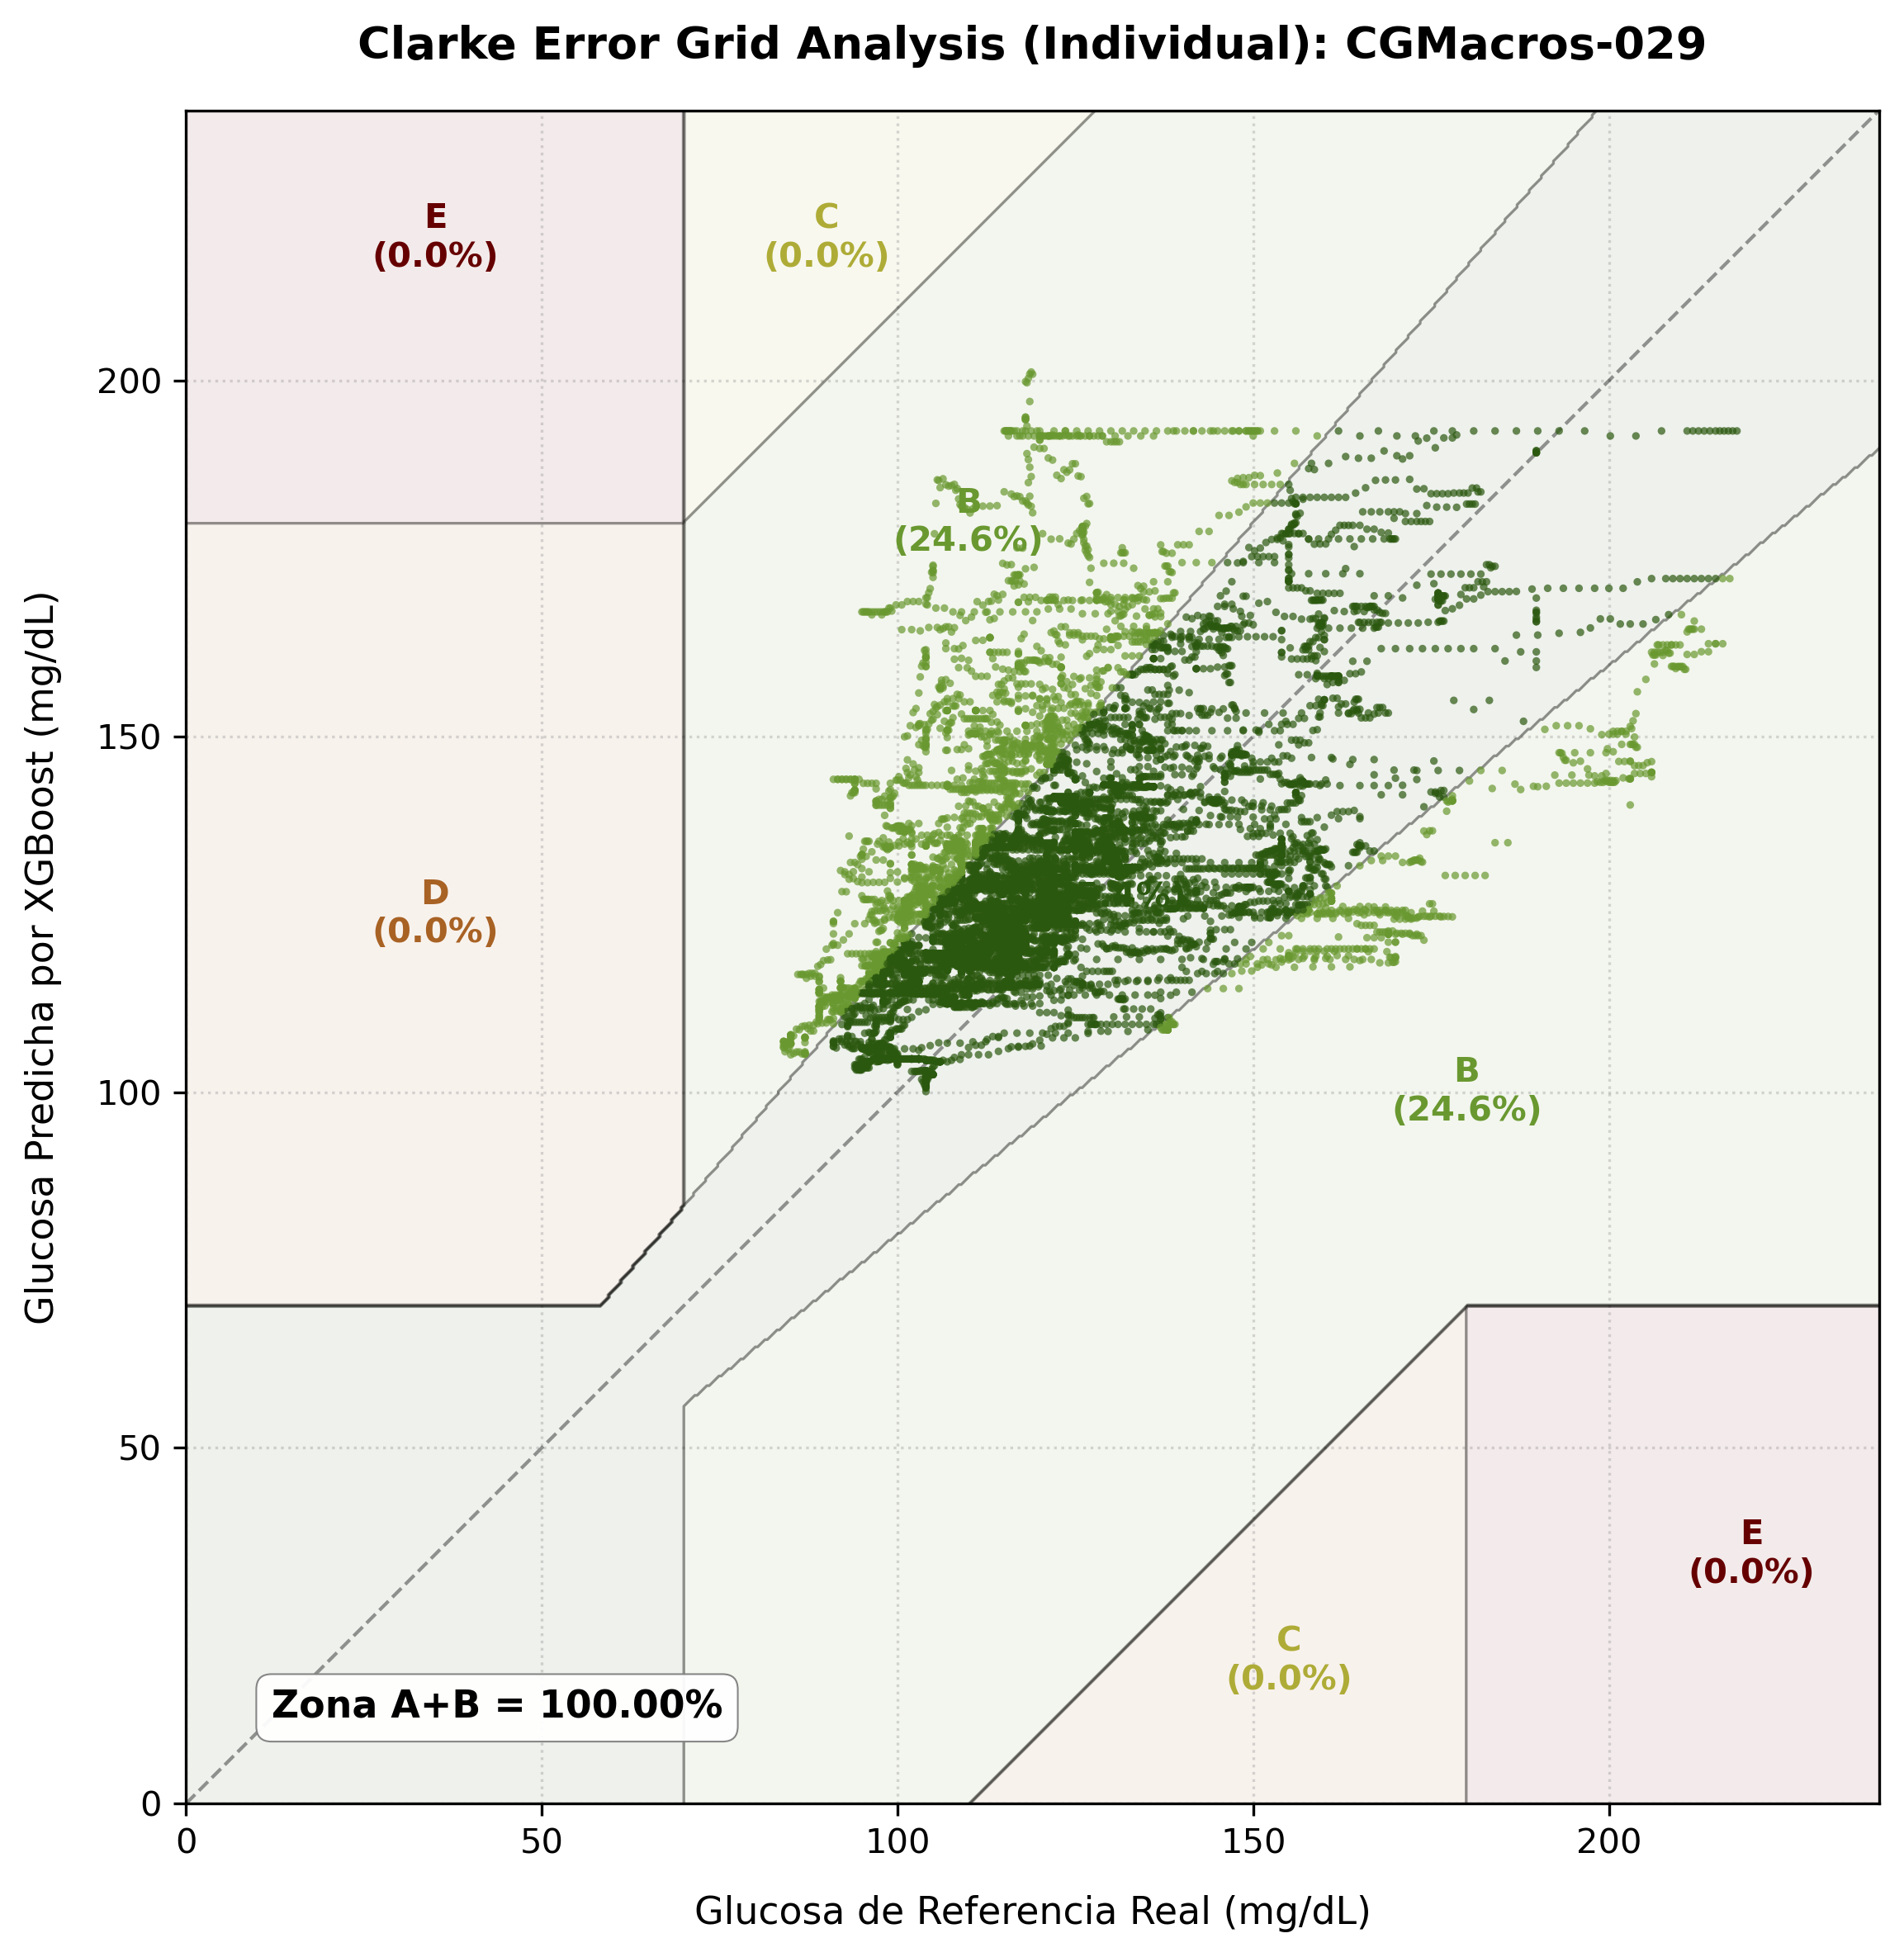 Clarke Error Grid Analysis (Individual): CGMacros-029
E
(0.0%)
C
(0.0%)
B
(24.6%)
D
(0.0%)
B
(24.6%)
E
(0.0%)
C
(0.0%)
Zona A+B = 100.00%
200
150
100
50
0
0
50
100
150
200
Glucosa Predicha por XGBoost (mg/dL)
Glucosa de Referencia Real (mg/dL)